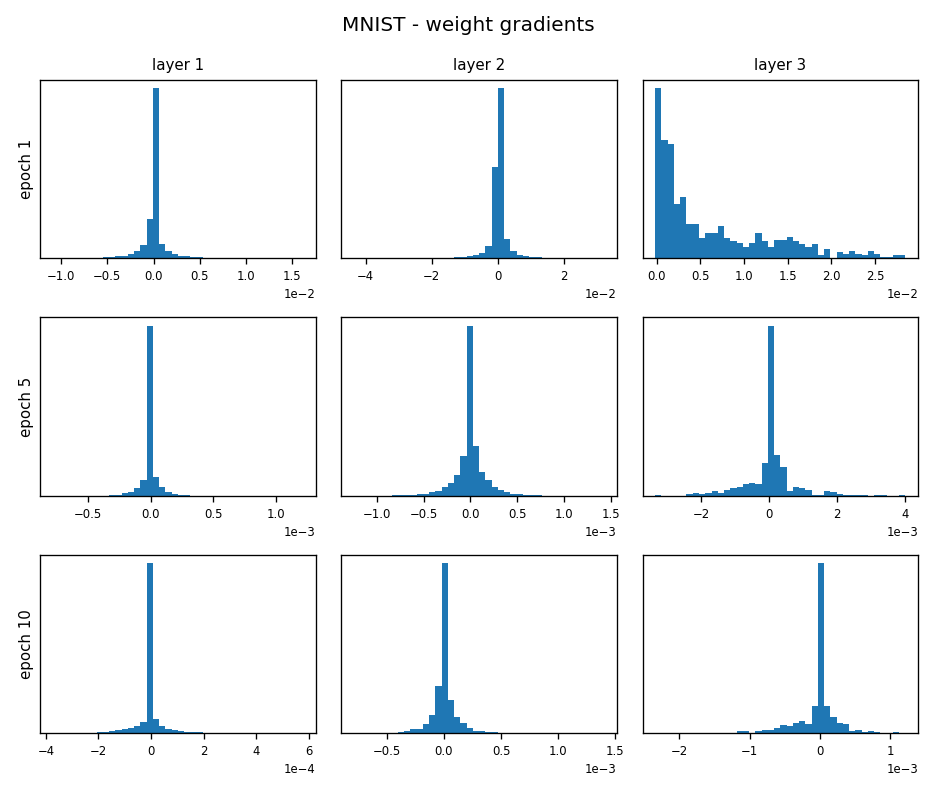 MNIST - weight gradients
layer 1 layer 2 layer 3
epoch 1
−1.0 −0.5 0.0 0.5 1.0 1.5 −4 −2 0 2 0.0 0.5 1.0 1.5 2.0 2.5
1e−2 1e−2 1e−2
epoch 5
−0.5 0.0 0.5 1.0 −1.0 −0.5 0.0 0.5 1.0 1.5 −2 0 2 4
1e−3 1e−3 1e−3
epoch 10
−4 −2 0 2 4 6 −0.5 0.0 0.5 1.0 1.5 −2 −1 0 1
1e−4 1e−3 1e−3